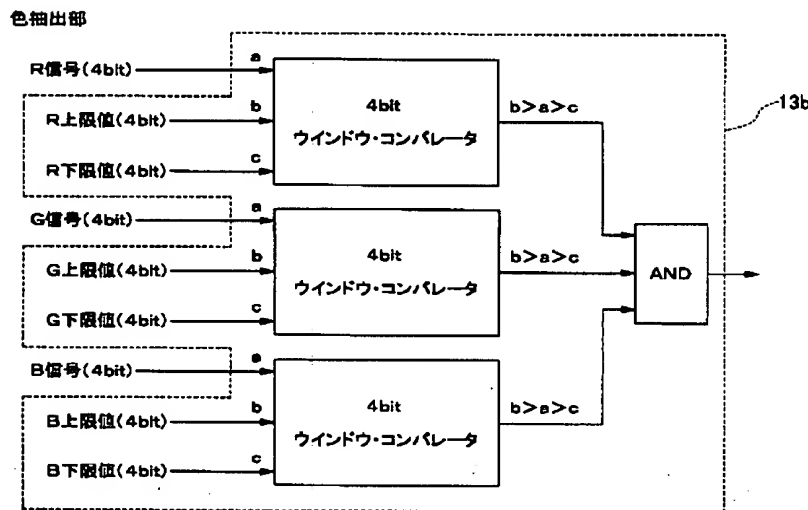 色抽出部
R信号(4bit)
a
R上限値(4bit)
b
R下限値(4bit)
c
4bit
ウインドウ・コンパレータ
b>a>c
13b
G信号(4bit)
a
G上限値(4bit)
b
G下限値(4bit)
c
4bit
ウインドウ・コンパレータ
b>a>c
AND
B信号(4bit)
a
B上限値(4bit)
b
B下限値(4bit)
c
4bit
ウインドウ・コンパレータ
b>a>c